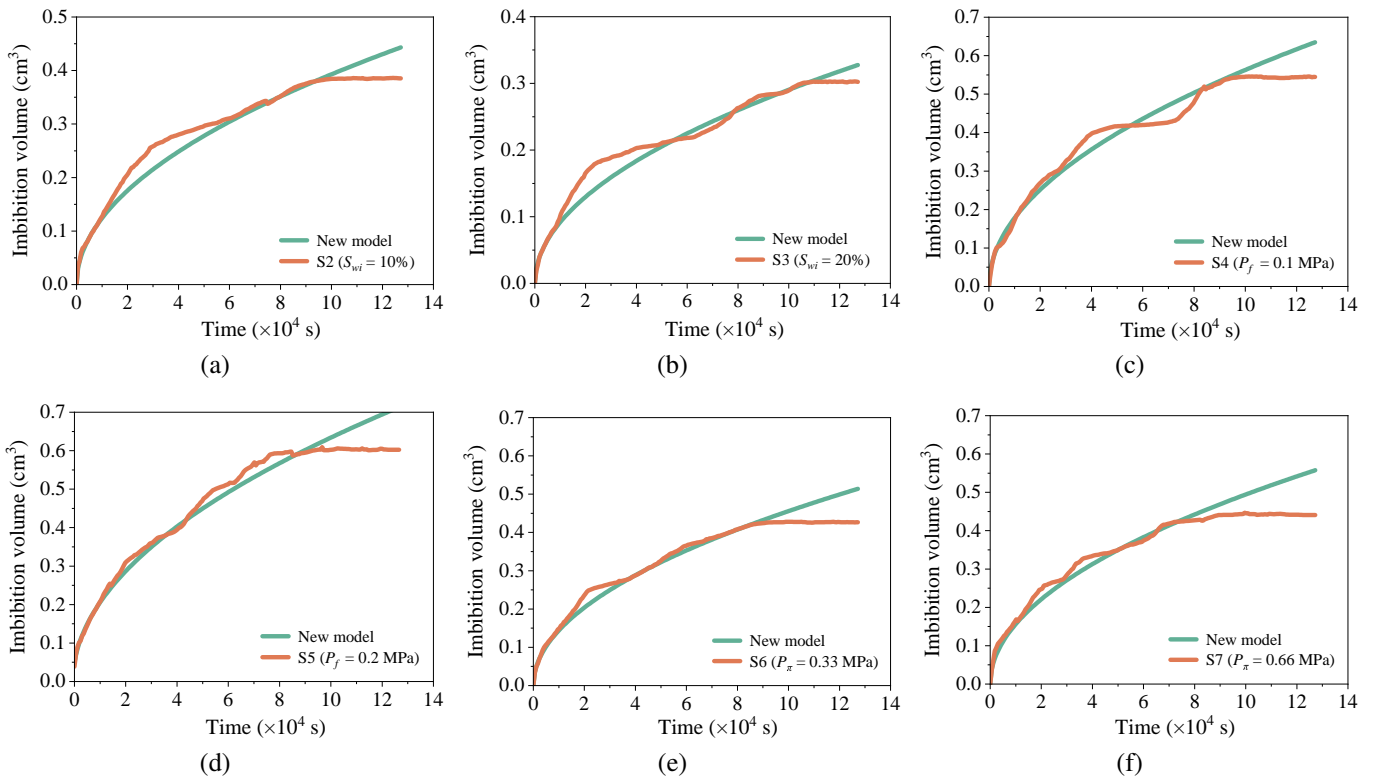 0.5
0.4
0.3
0.2
0.1
0.0
Imbibition volume (cm³)
New model
S2 (S_wi = 10%)
0 2 4 6 8 10 12 14
Time (×10⁴ s)
(a)
0.4
0.3
0.2
0.1
0.0
Imbibition volume (cm³)
New model
S3 (S_wi = 20%)
0 2 4 6 8 10 12 14
Time (×10⁴ s)
(b)
0.7
0.6
0.5
0.4
0.3
0.2
0.1
0.0
Imbibition volume (cm³)
New model
S4 (P_f = 0.1 MPa)
0 2 4 6 8 10 12 14
Time (×10⁴ s)
(c)
0.7
0.6
0.5
0.4
0.3
0.2
0.1
0.0
Imbibition volume (cm³)
New model
S5 (P_f = 0.2 MPa)
0 2 4 6 8 10 12 14
Time (×10⁴ s)
(d)
0.7
0.6
0.5
0.4
0.3
0.2
0.1
0.0
Imbibition volume (cm³)
New model
S6 (P_π = 0.33 MPa)
0 2 4 6 8 10 12 14
Time (×10⁴ s)
(e)
0.7
0.6
0.5
0.4
0.3
0.2
0.1
0.0
Imbibition volume (cm³)
New model
S7 (P_π = 0.66 MPa)
0 2 4 6 8 10 12 14
Time (×10⁴ s)
(f)